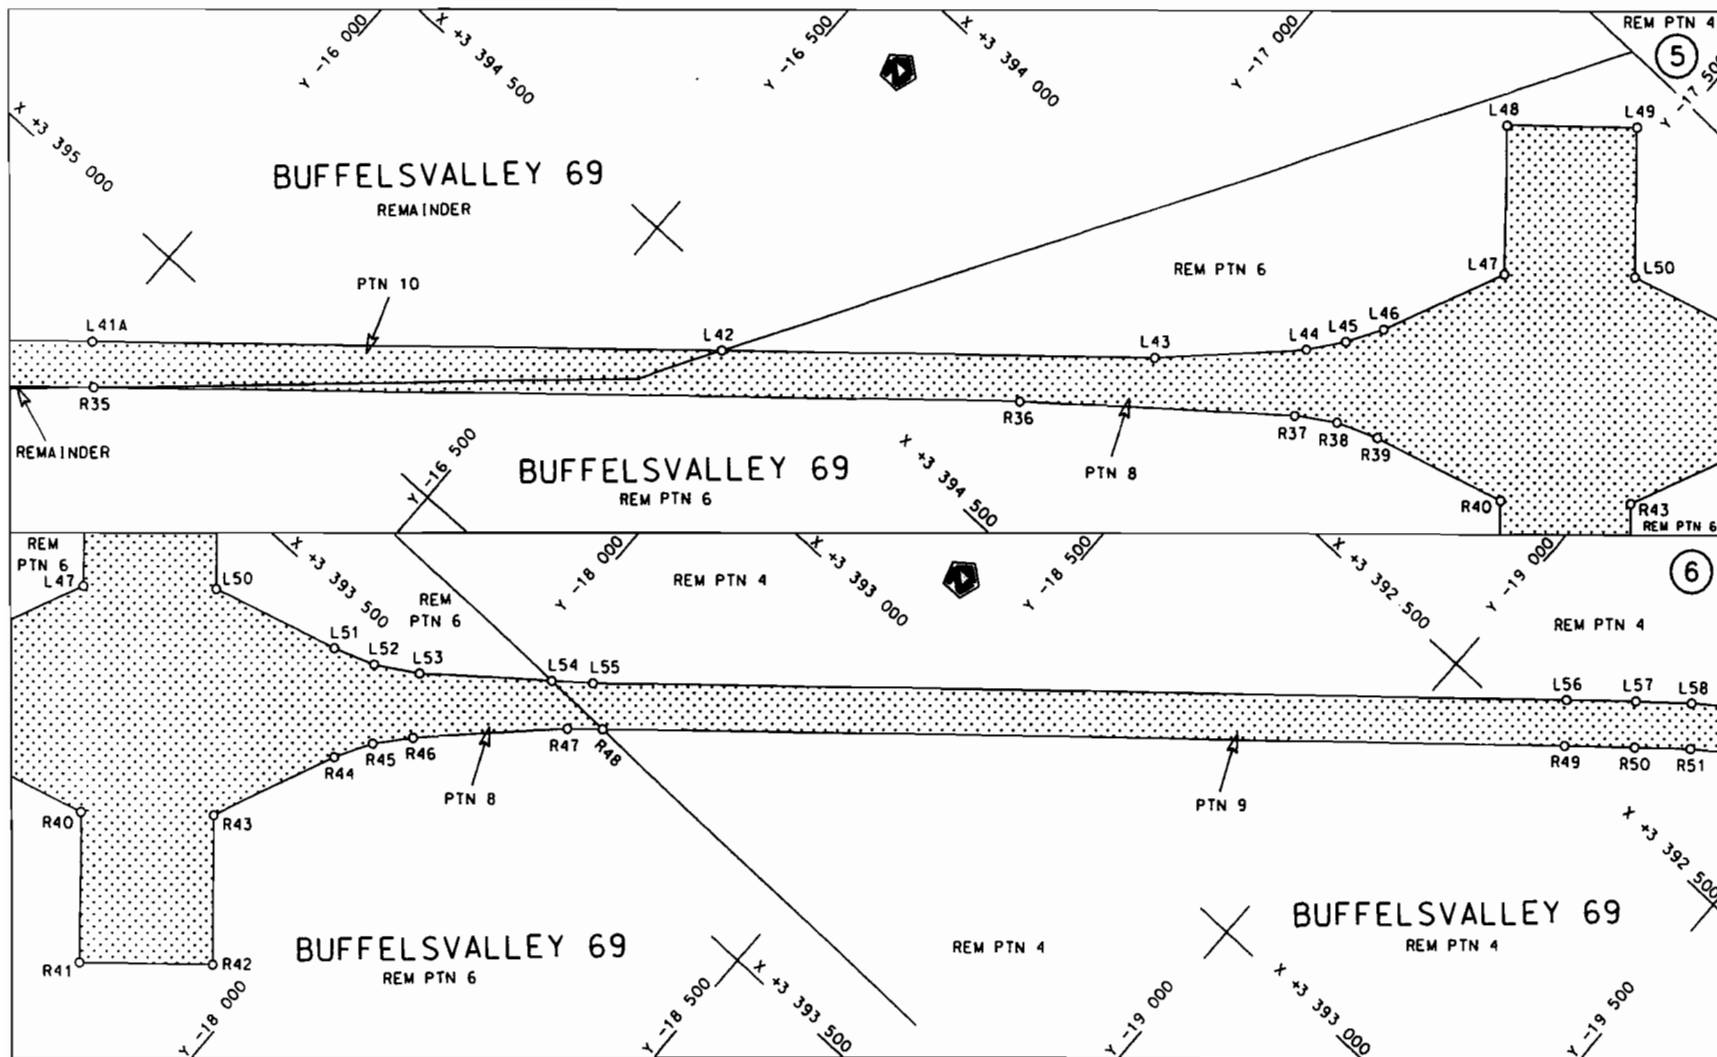 Y -16 000
X +3 394 500
Y -16 500
X +3 394 000
Y -17 000
REM PTN 4
5
Y -17 500
X +3 395 000
BUFFELSVALLEY 69
REMAINDER
L48
L49
PTN 10
REM PTN 6
L47
L50
L41A
L42
L43
L44
L45
L46
R35
R36
R37
R38
R39
REMAINDER
Y -16 500
BUFFELSVALLEY 69
REM PTN 6
X +3 394 500
PTN 8
R40
R43
REM PTN 6
REM
PTN 6
L47
L50
X +3 393 500
REM
PTN 6
Y -18 000
REM PTN 4
X +3 393 000
Y -18 500
X +3 392 500
Y -19 000
REM PTN 4
6
L51
L52
L53
L54
L55
L56
L57
L58
R44
R45
R46
R47
R48
R49
R50
R51
PTN 8
PTN 9
R40
R43
X +3 392 500
R41
R42
BUFFELSVALLEY 69
REM PTN 6
REM PTN 4
BUFFELSVALLEY 69
REM PTN 4
Y -18 000
Y -18 500
X +3 393 500
Y -19 000
X +3 393 000
Y -19 500